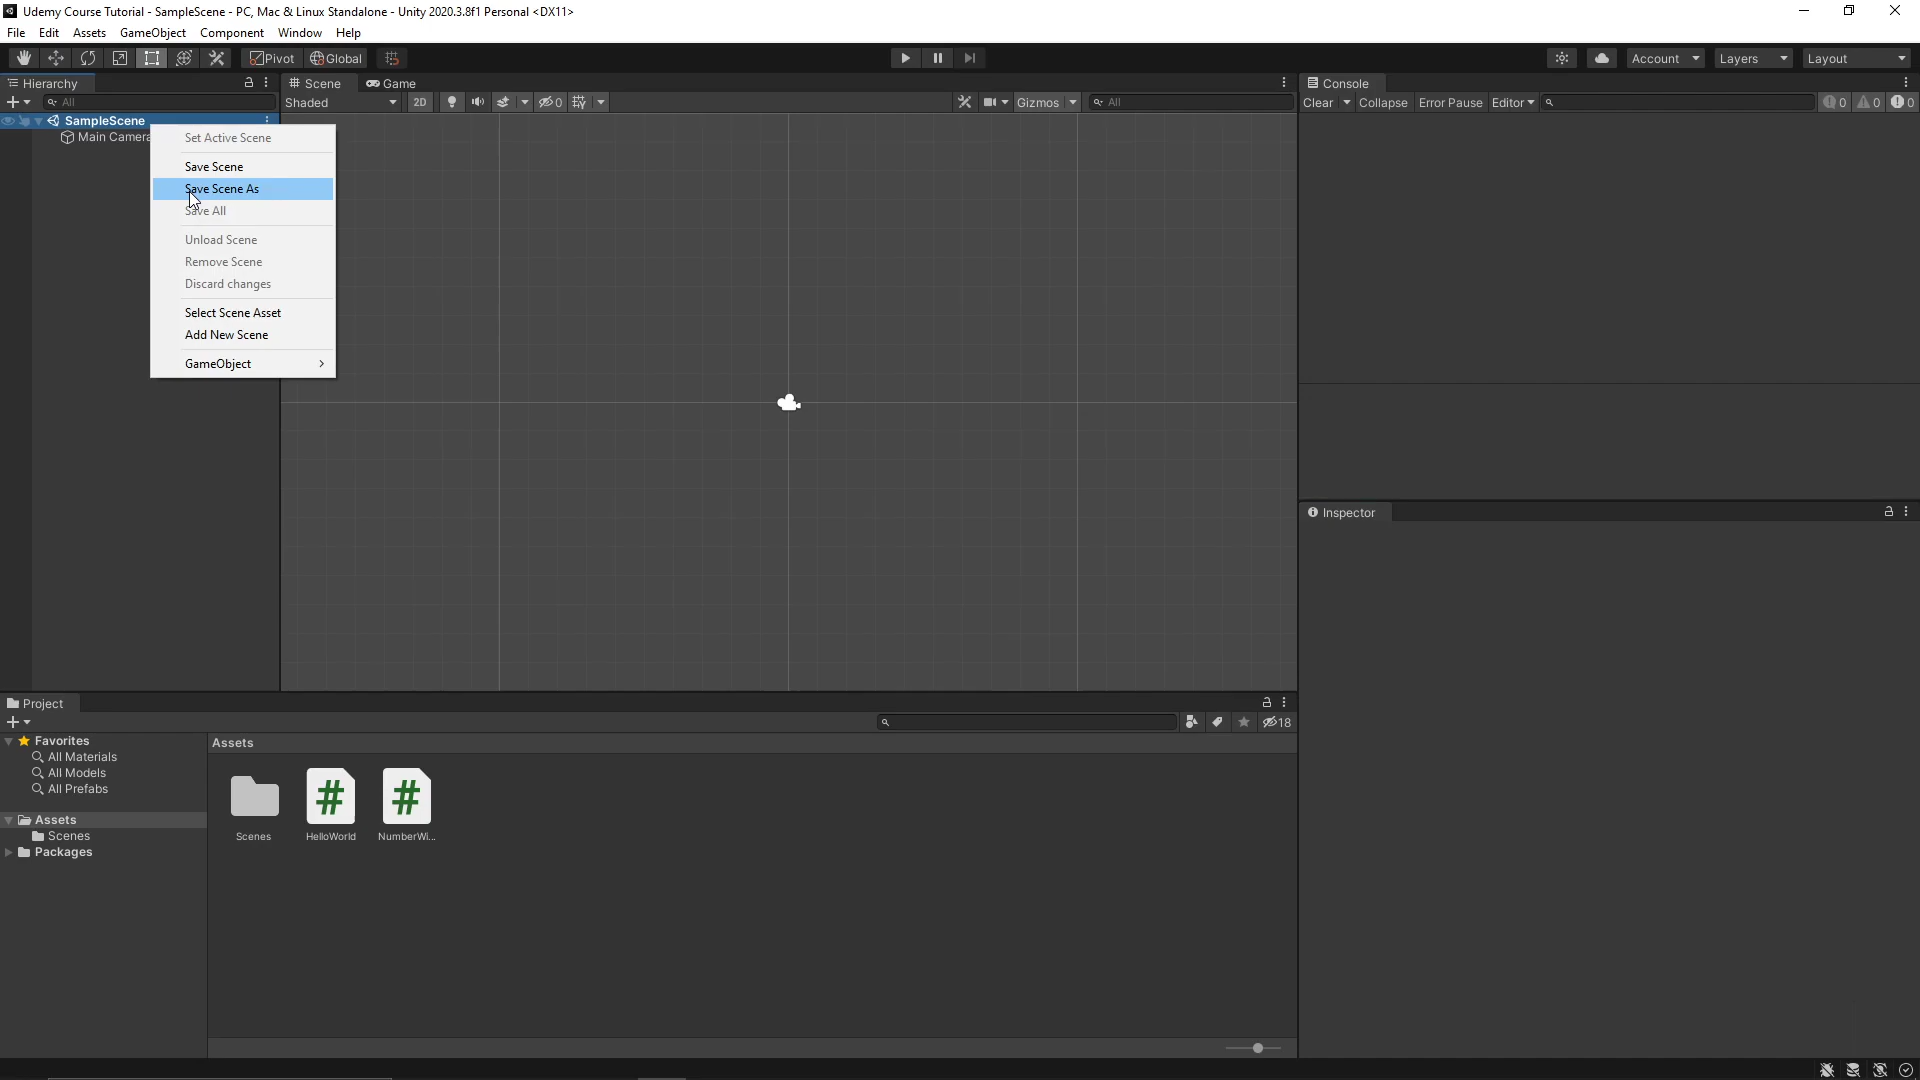 Udemy Course Tutorial - SampleScene - PC, Mac & Linux Standalone - Unity 2020.3.8f1 Personal <DX11>
File Edit Assets GameObject Component Window Help
Pivot Global Account Layers Layout
Hierarchy
Scene Game
Console
All
Shaded 2D 0 Gizmos All
Clear Collapse Error Pause Editor 0 0 0
SampleScene
Main Camera
Set Active Scene
Save Scene
Save Scene As
Save All
Unload Scene
Remove Scene
Discard changes
Select Scene Asset
Add New Scene
GameObject
Inspector
Project
18
Favorites
All Materials
All Models
All Prefabs
Assets
Scenes
Packages
Assets
# #
Scenes HelloWorld NumberWi...